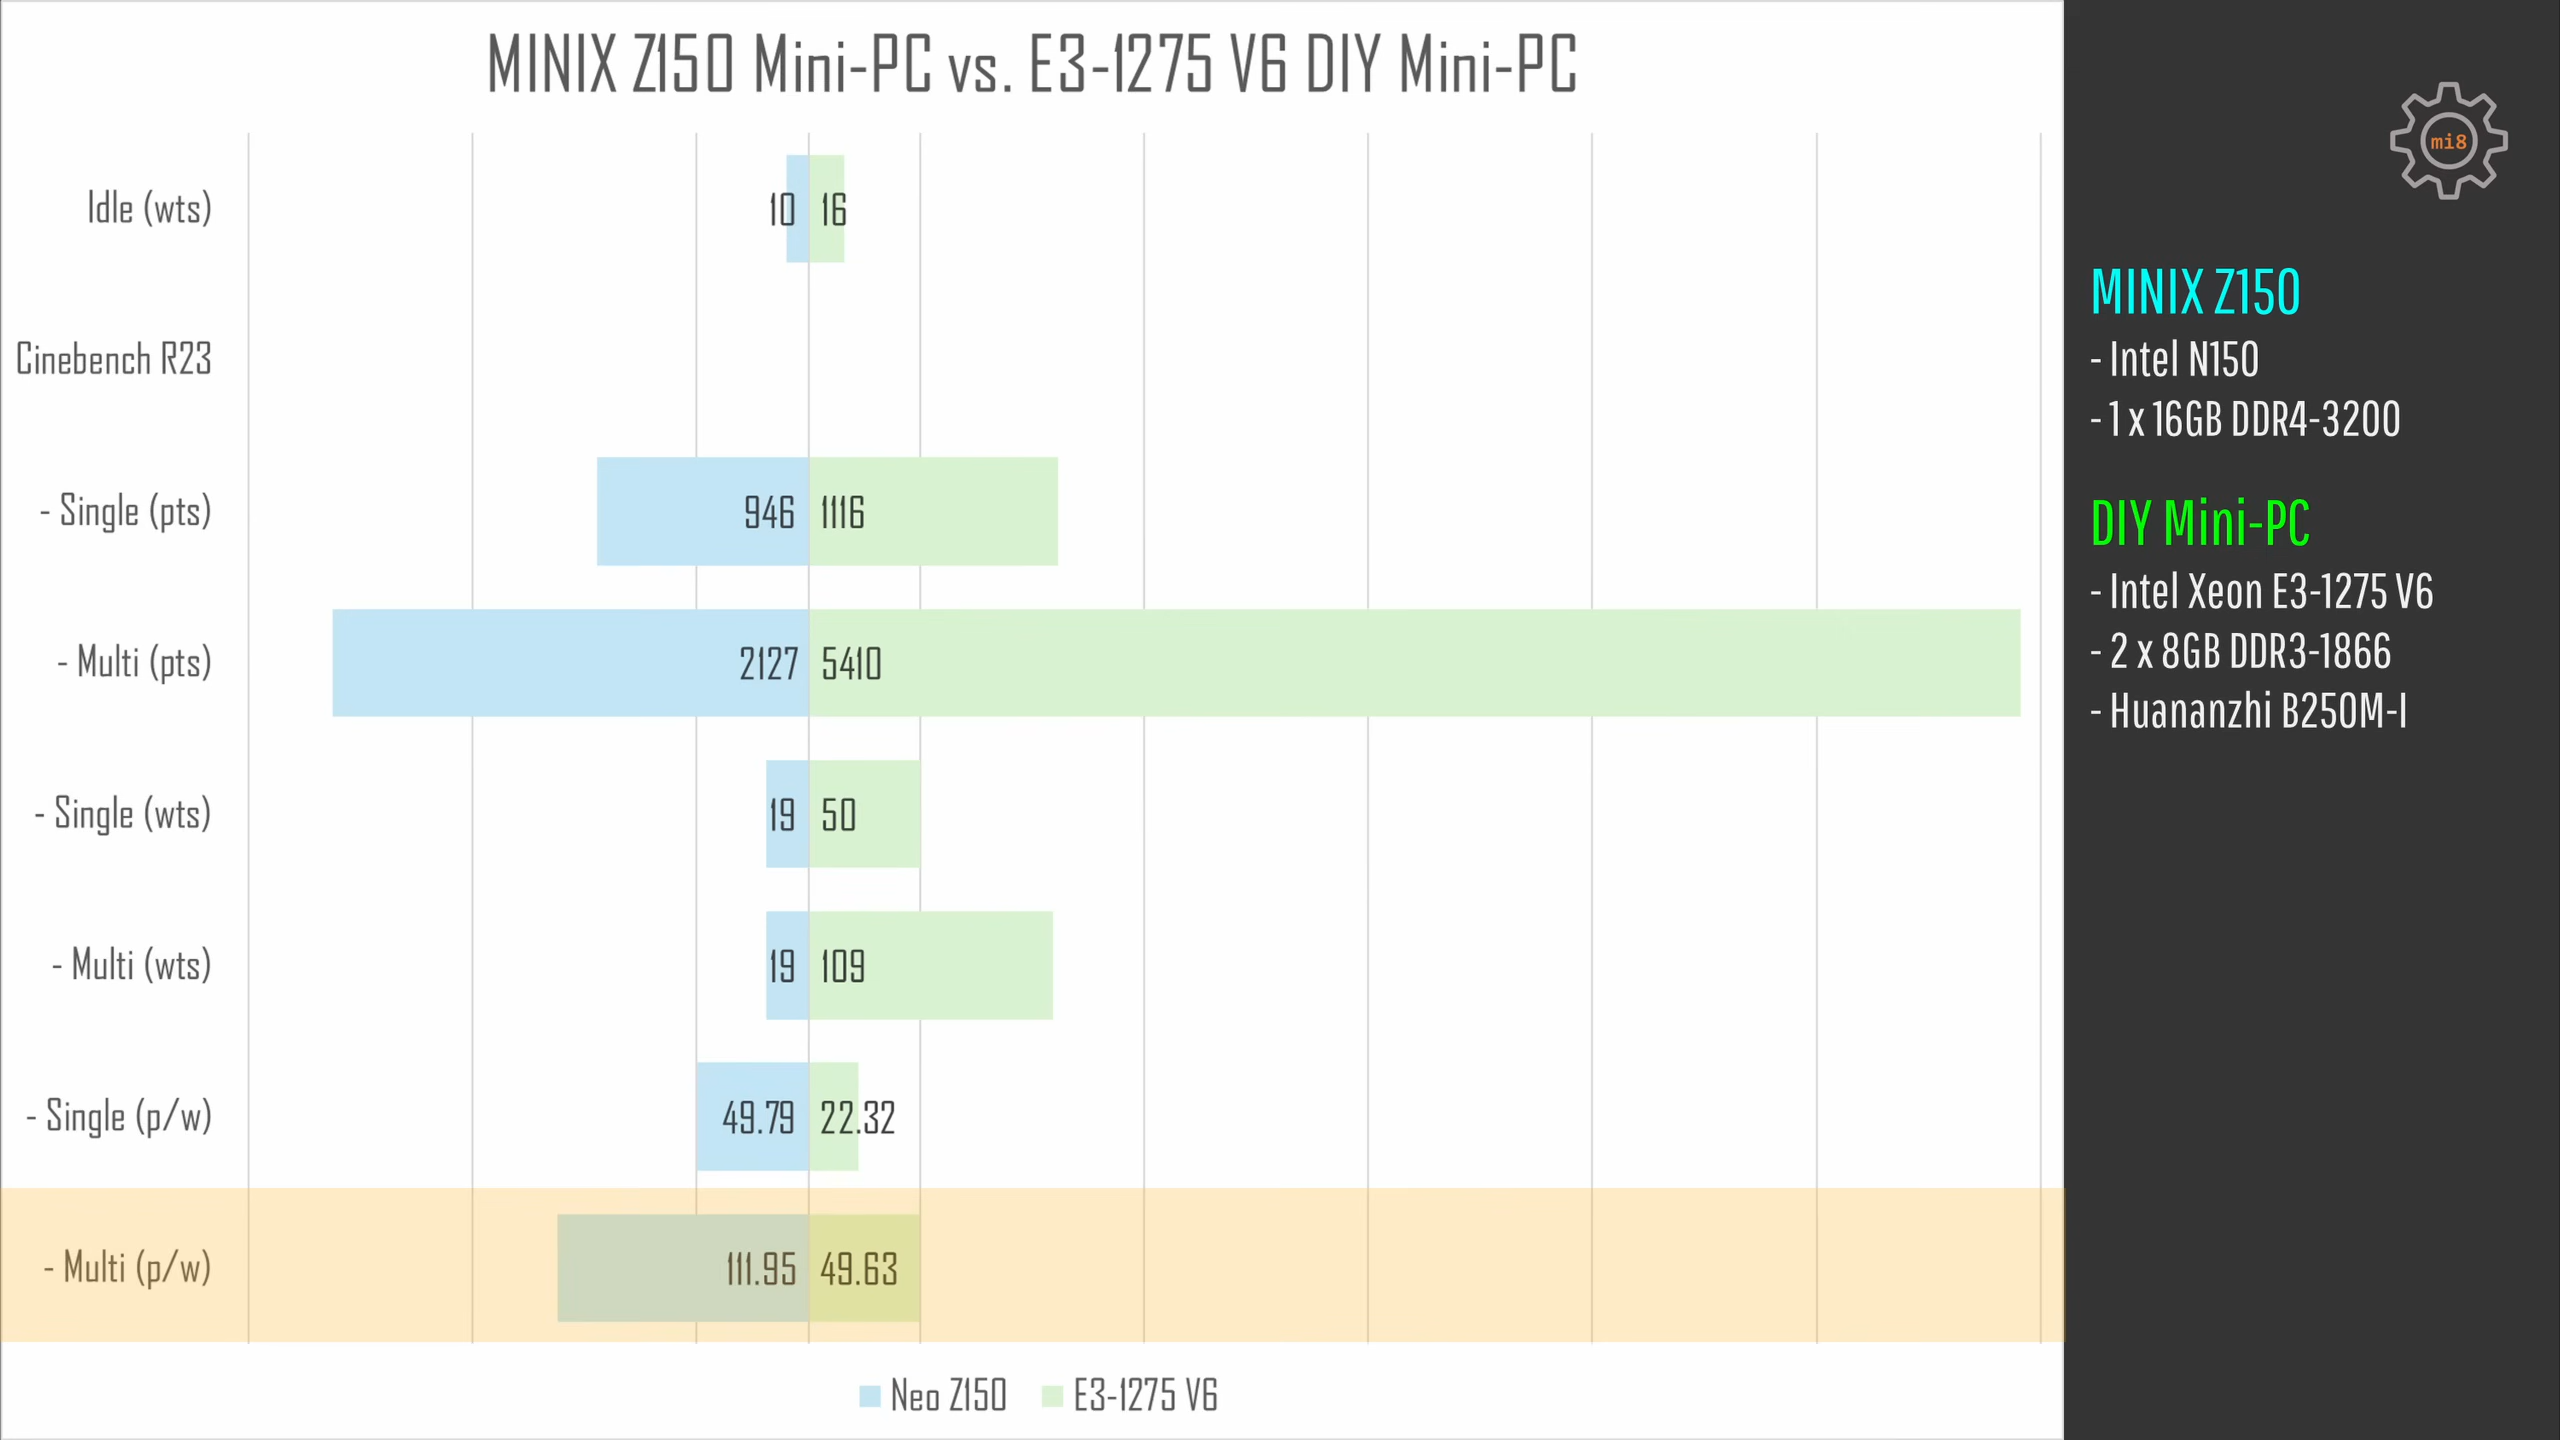 MINIX Z150 Mini-PC vs. E3-1275 V6 DIY Mini-PC
Idle (wts)
10 16
Cinebench R23
- Single (pts)
946 1116
- Multi (pts)
2127 5410
- Single (wts)
19 50
- Multi (wts)
19 109
- Single (p/w)
49.79 22.32
- Multi (p/w)
111.95 49.63
Neo Z150 E3-1275 V6
mi8
MINIX Z150
- Intel N150
- 1 x 16GB DDR4-3200
DIY Mini-PC
- Intel Xeon E3-1275 V6
- 2 x 8GB DDR3-1866
- Huananzhi B250M-I